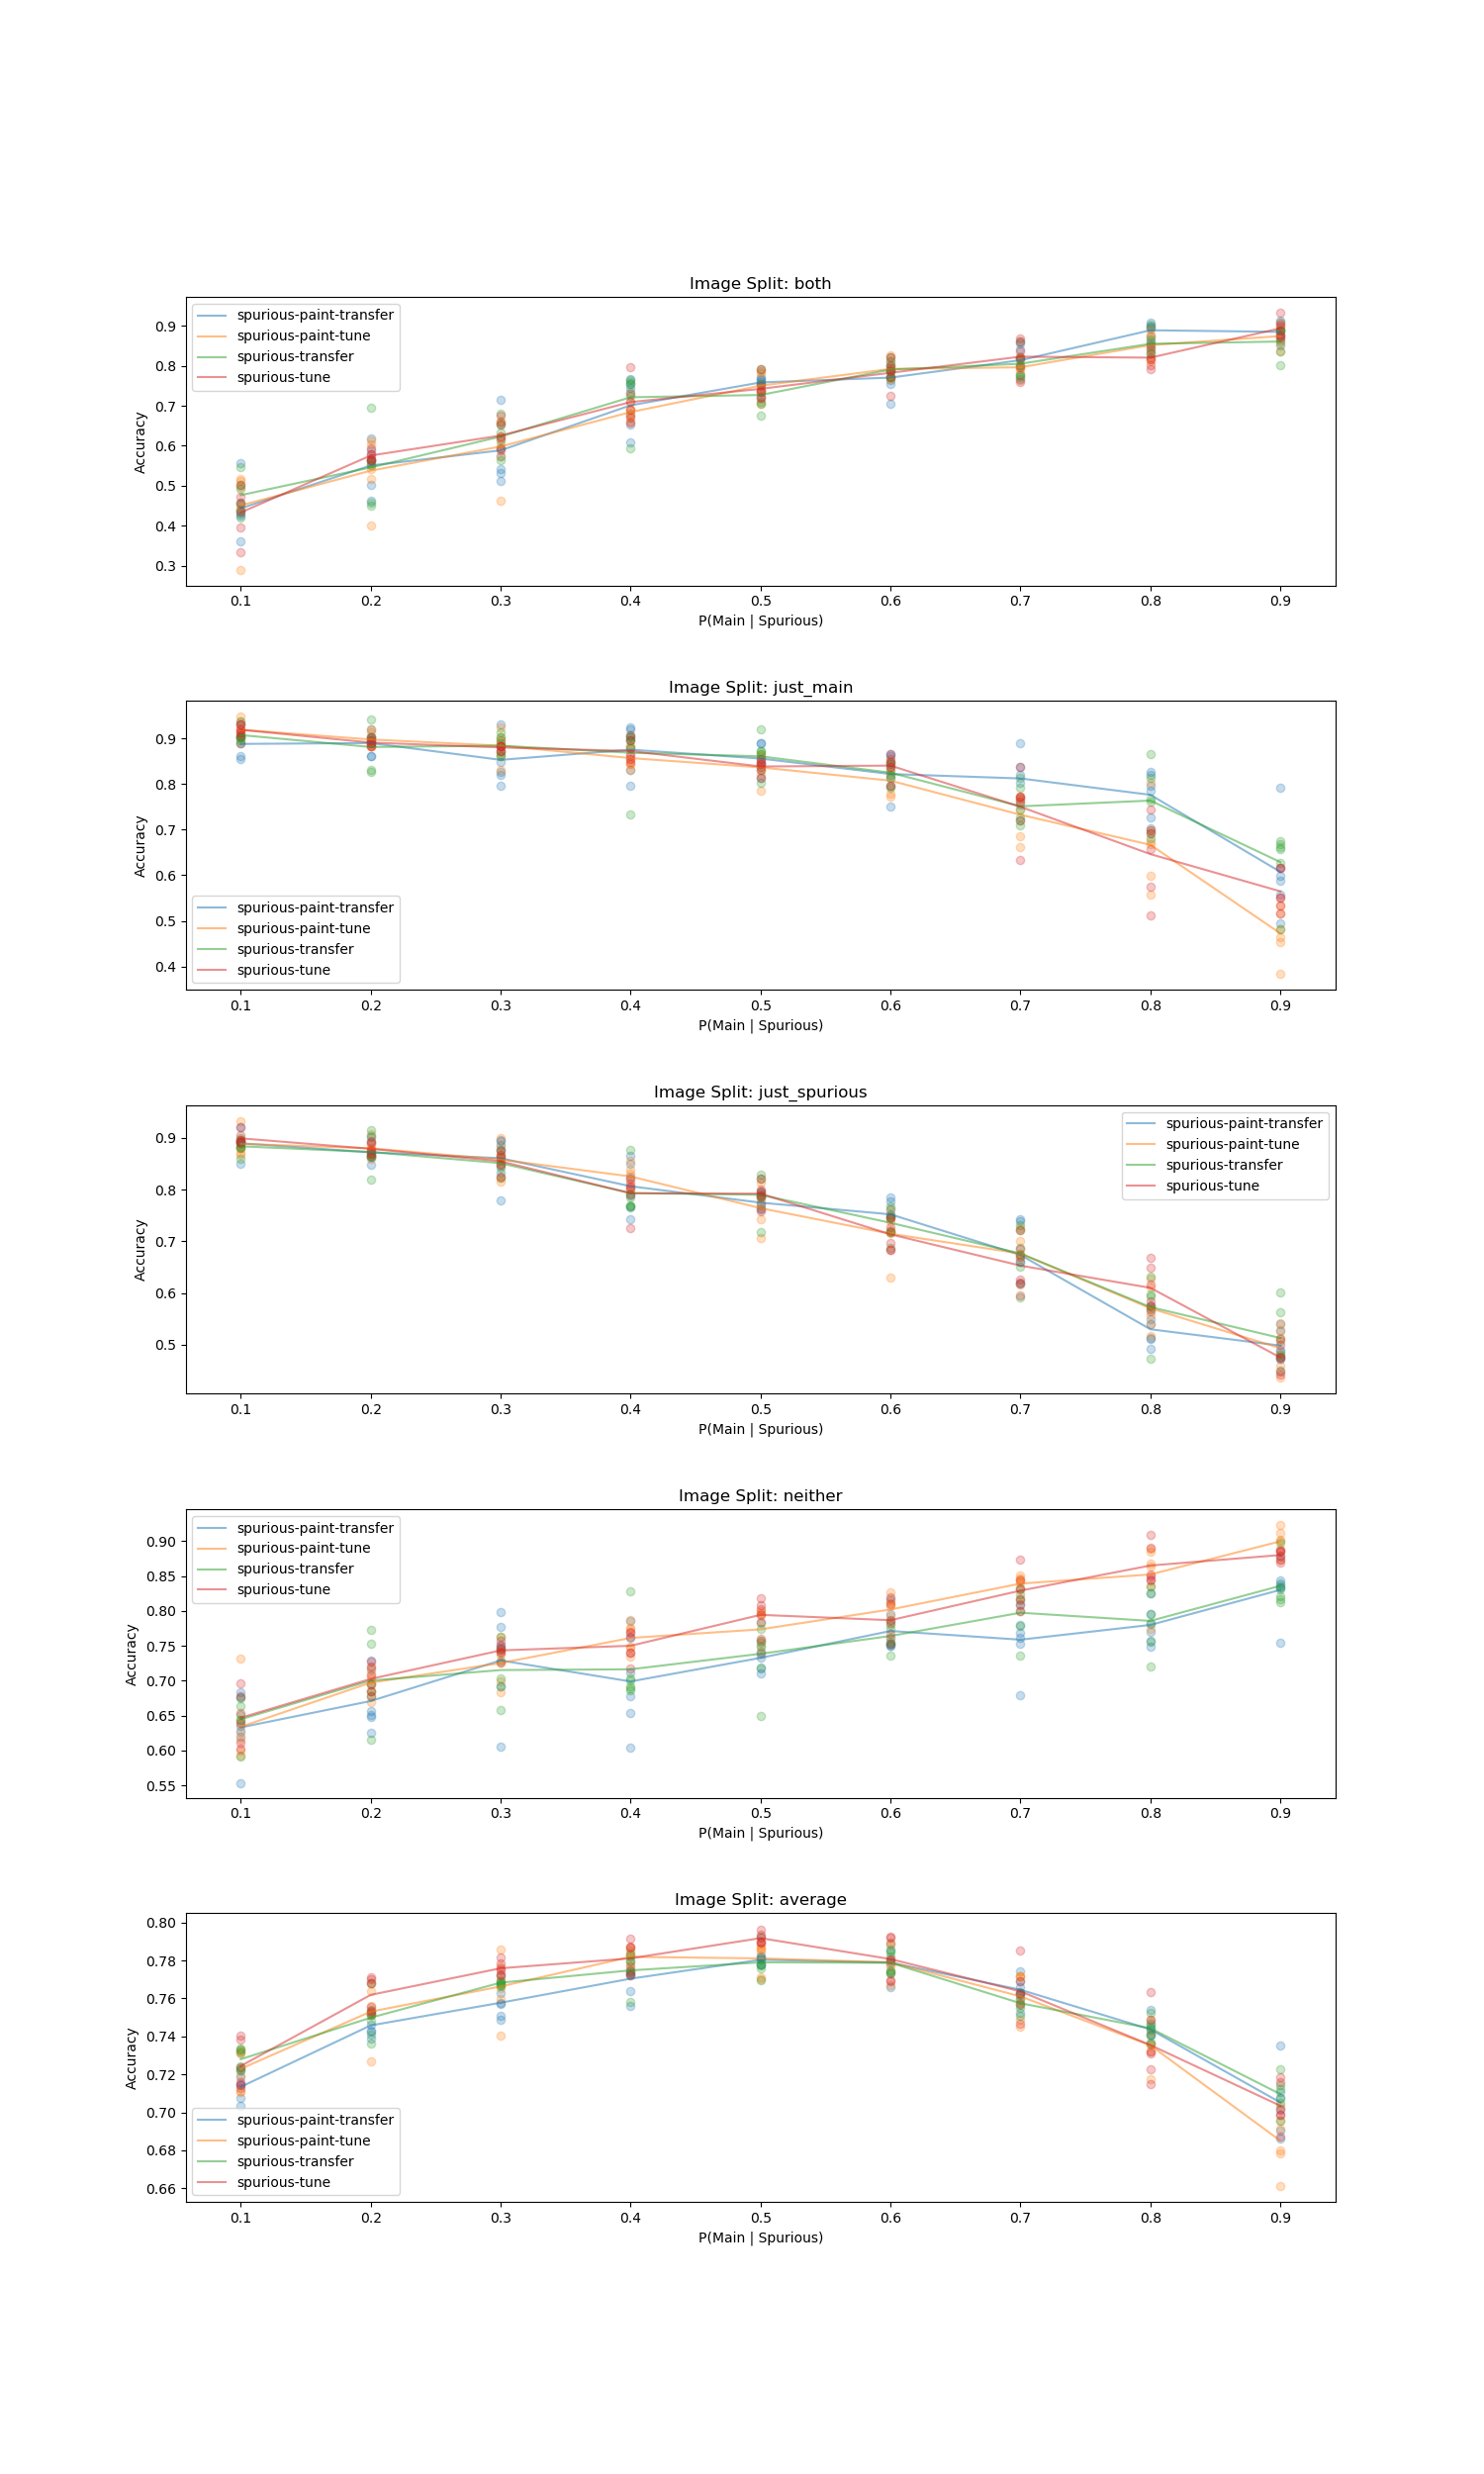 Image Split: both
0.9
0.8
0.7
0.6
0.5
0.4
0.3
Accuracy
spurious-paint-transfer
spurious-paint-tune
spurious-transfer
spurious-tune
0.1 0.2 0.3 0.4 0.5 0.6 0.7 0.8 0.9
P(Main | Spurious)
Image Split: just_main
0.9
0.8
0.7
0.6
0.5
0.4
Accuracy
spurious-paint-transfer
spurious-paint-tune
spurious-transfer
spurious-tune
0.1 0.2 0.3 0.4 0.5 0.6 0.7 0.8 0.9
P(Main | Spurious)
Image Split: just_spurious
0.9
0.8
0.7
0.6
0.5
Accuracy
spurious-paint-transfer
spurious-paint-tune
spurious-transfer
spurious-tune
0.1 0.2 0.3 0.4 0.5 0.6 0.7 0.8 0.9
P(Main | Spurious)
Image Split: neither
0.90
0.85
0.80
0.75
0.70
0.65
0.60
0.55
Accuracy
spurious-paint-transfer
spurious-paint-tune
spurious-transfer
spurious-tune
0.1 0.2 0.3 0.4 0.5 0.6 0.7 0.8 0.9
P(Main | Spurious)
Image Split: average
0.80
0.78
0.76
0.74
0.72
0.70
0.68
0.66
Accuracy
spurious-paint-transfer
spurious-paint-tune
spurious-transfer
spurious-tune
0.1 0.2 0.3 0.4 0.5 0.6 0.7 0.8 0.9
P(Main | Spurious)